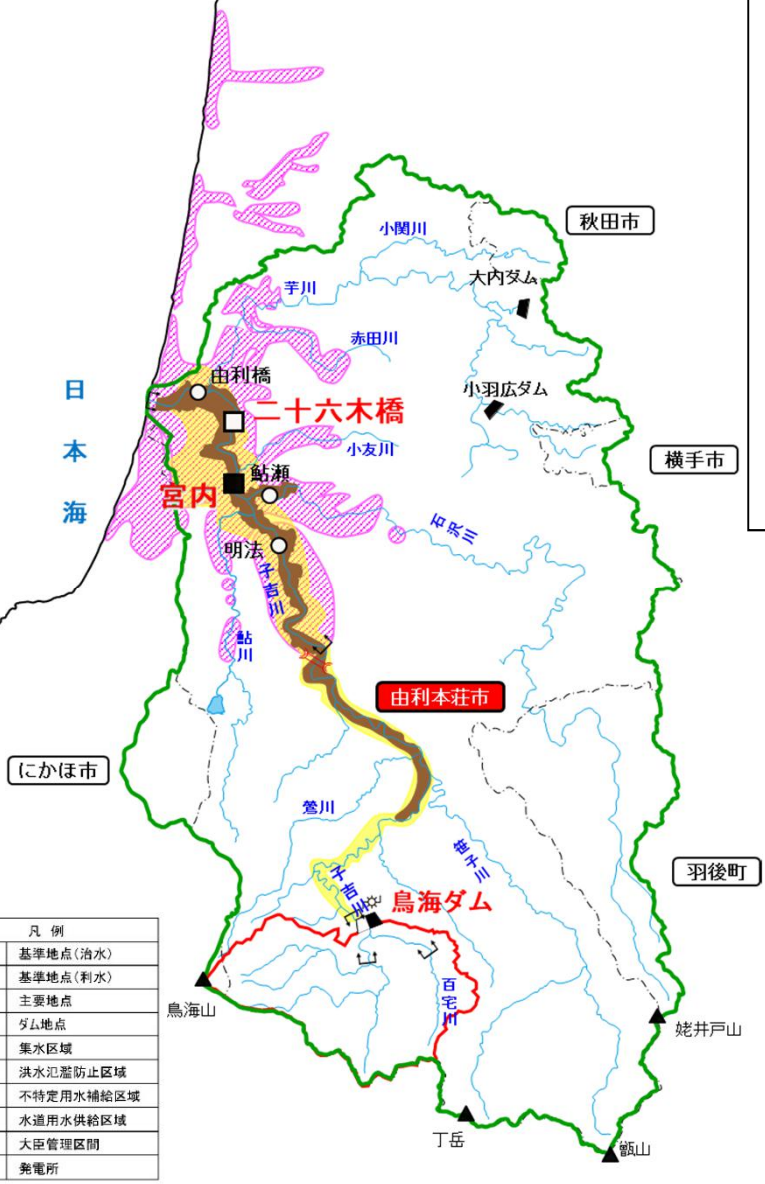 秋田市
小関川
大内ダム
芋川
赤田川
由利橋
日本海
二十六木橋
小羽広ダム
小友川
横手市
鮎瀬
宮内
石沢川
明法
子吉川
鮎川
由利本荘市
にかほ市
鶯川
笹子川
羽後町
子吉川
鳥海ダム
百宅川
鳥海山
姥井戸山
丁岳
甑山
凡 例
基準地点(治水)
基準地点(利水)
主要地点
ダム地点
集水区域
洪水氾濫防止区域
不特定用水補給区域
水道用水供給区域
大臣管理区間
発電所